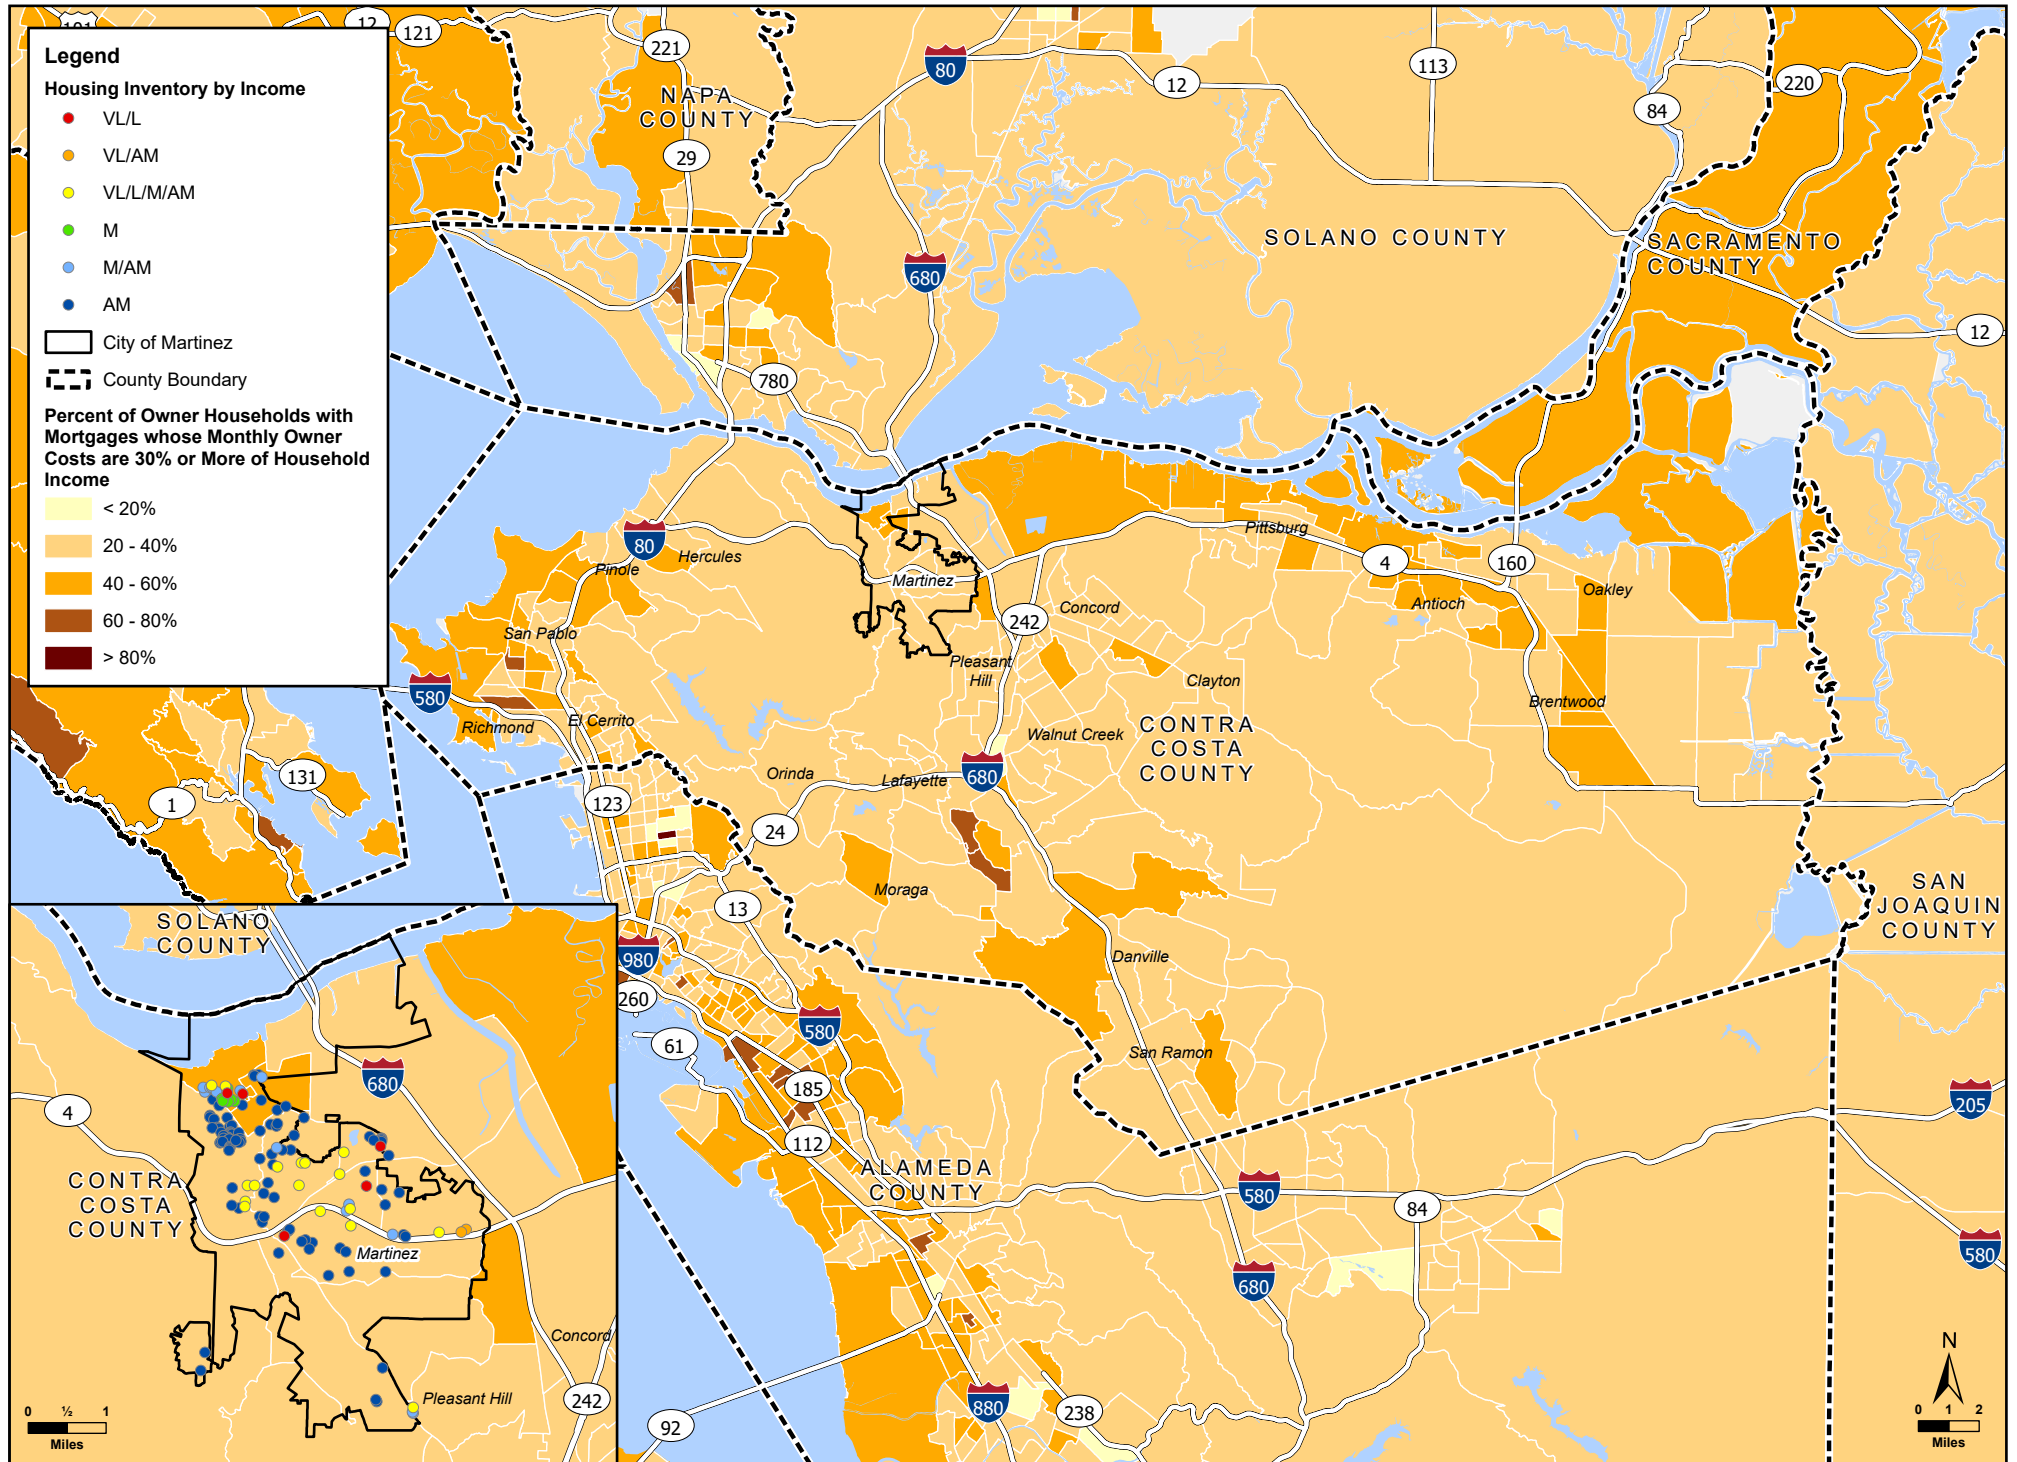 Legend
Housing Inventory by Income
VL/L
VL/AM
VL/L/M/AM
M
M/AM
AM
City of Martinez
County Boundary
Percent of Owner Households with
Mortgages whose Monthly Owner
Costs are 30% or More of Household
Income
< 20%
20 - 40%
40 - 60%
60 - 80%
> 80%
101
12
121
221
80
12
113
84
220
NAPA
COUNTY
29
680
SOLANO COUNTY
SACRAMENTO
COUNTY
12
780
80
Hercules
Pinole
Martinez
Pittsburg
4
160
Antioch
Oakley
242
Concord
San Pablo
Pleasant
Hill
Clayton
580
Richmond
El Cerrito
Brentwood
Walnut Creek
CONTRA
COSTA
COUNTY
Orinda
Lafayette
680
131
1
123
24
Moraga
13
SAN
JOAQUIN
COUNTY
980
Danville
260
580
61
San Ramon
185
112
205
ALAMEDA
COUNTY
580
84
580
680
880
238
92
N
0 1 2
Miles
SOLANO
COUNTY
680
4
CONTRA
COSTA
COUNTY
Martinez
Concord
Pleasant Hill
242
0 ½ 1
Miles